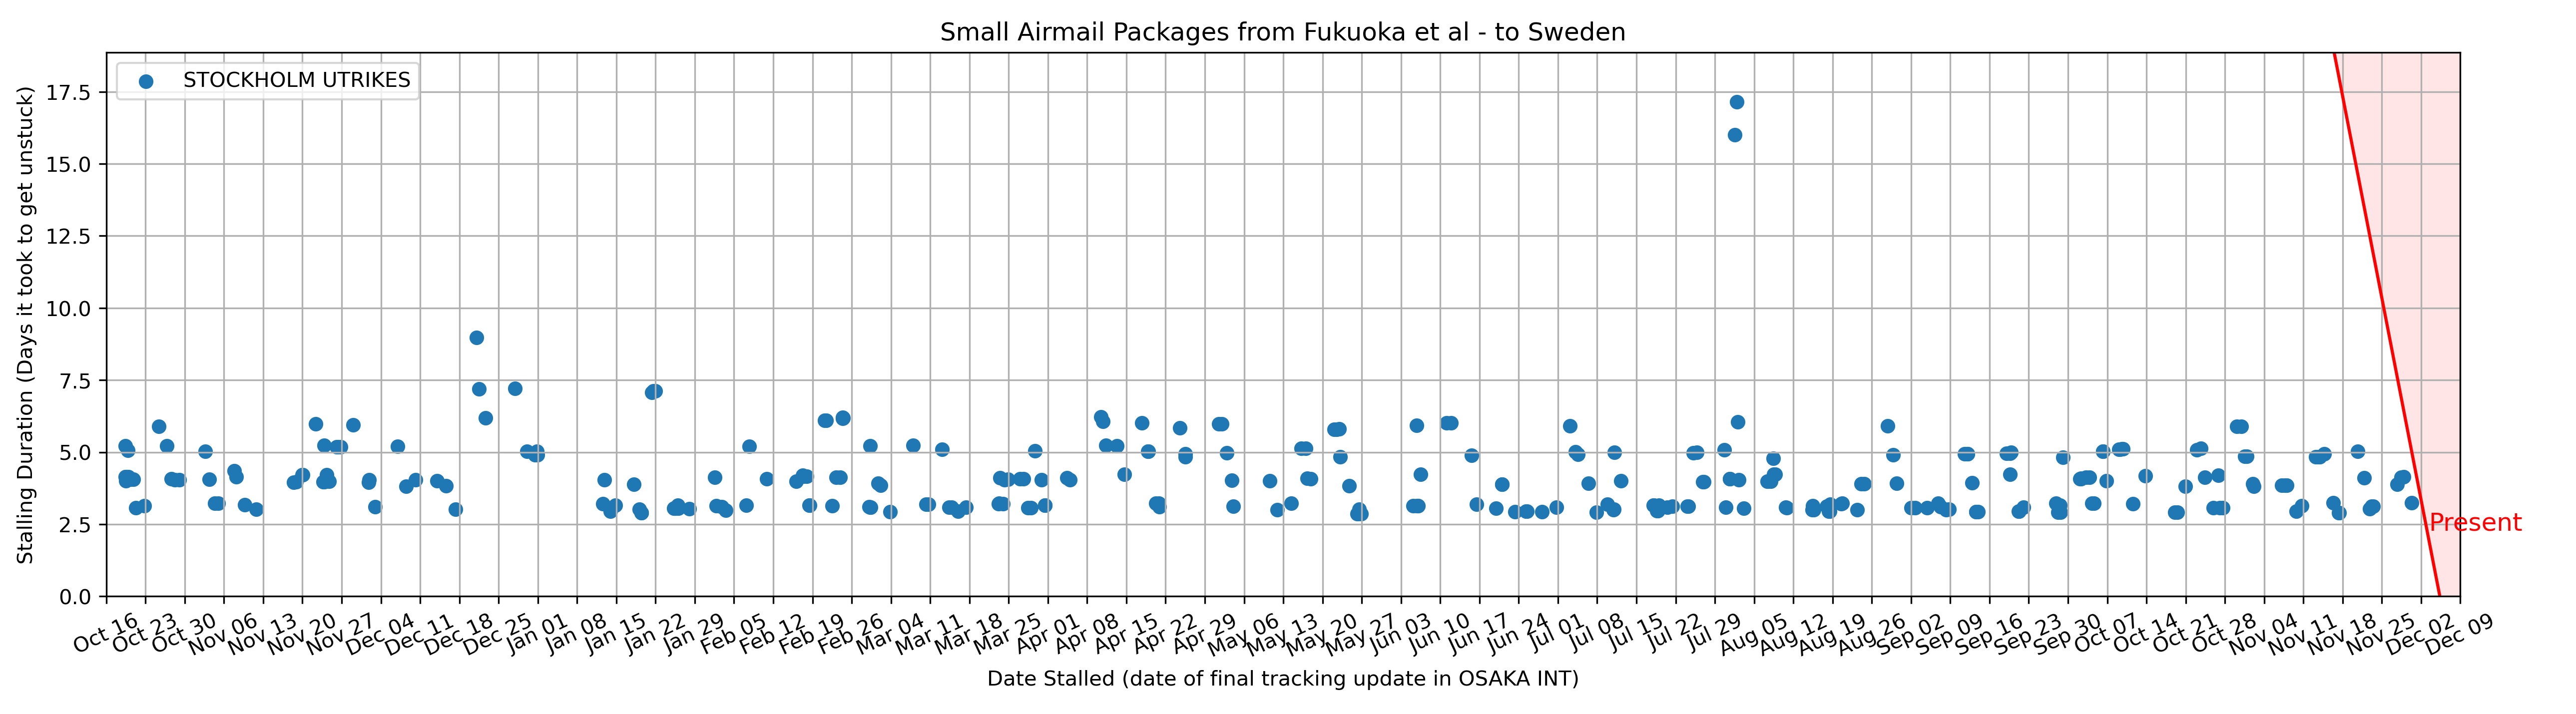 Small Airmail Packages from Fukuoka et al - to Sweden
STOCKHOLM UTRIKES
Stalling Duration (Days it took to get unstuck)
17.5
15.0
12.5
10.0
7.5
5.0
2.5
0.0
Present
Oct 16 Oct 23 Oct 30 Nov 06 Nov 13 Nov 20 Nov 27 Dec 04 Dec 11 Dec 18 Dec 25 Jan 01 Jan 08 Jan 15 Jan 22 Jan 29 Feb 05 Feb 12 Feb 19 Feb 26 Mar 04 Mar 11 Mar 18 Mar 25 Apr 01 Apr 08 Apr 15 Apr 22 Apr 29 May 06 May 13 May 20 May 27 Jun 03 Jun 10 Jun 17 Jun 24 Jul 01 Jul 08 Jul 15 Jul 22 Jul 29 Aug 05 Aug 12 Aug 19 Aug 26 Sep 02 Sep 09 Sep 16 Sep 23 Sep 30 Oct 07 Oct 14 Oct 21 Oct 28 Nov 04 Nov 11 Nov 18 Nov 25 Dec 02 Dec 09
Date Stalled (date of final tracking update in OSAKA INT)